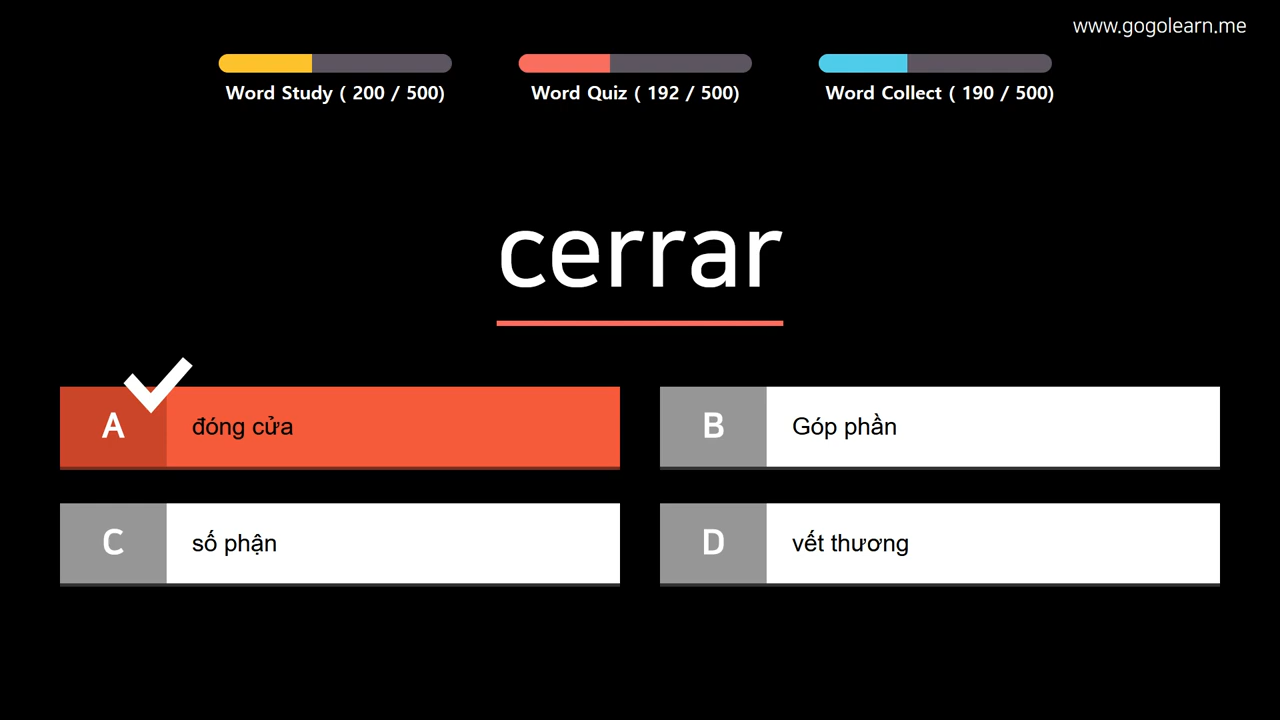 www.gogolearn.me
Word Study ( 200 / 500)
Word Quiz ( 192 / 500)
Word Collect ( 190 / 500)
cerrar
A
đóng cửa
B
Góp phần
C
số phận
D
vết thương